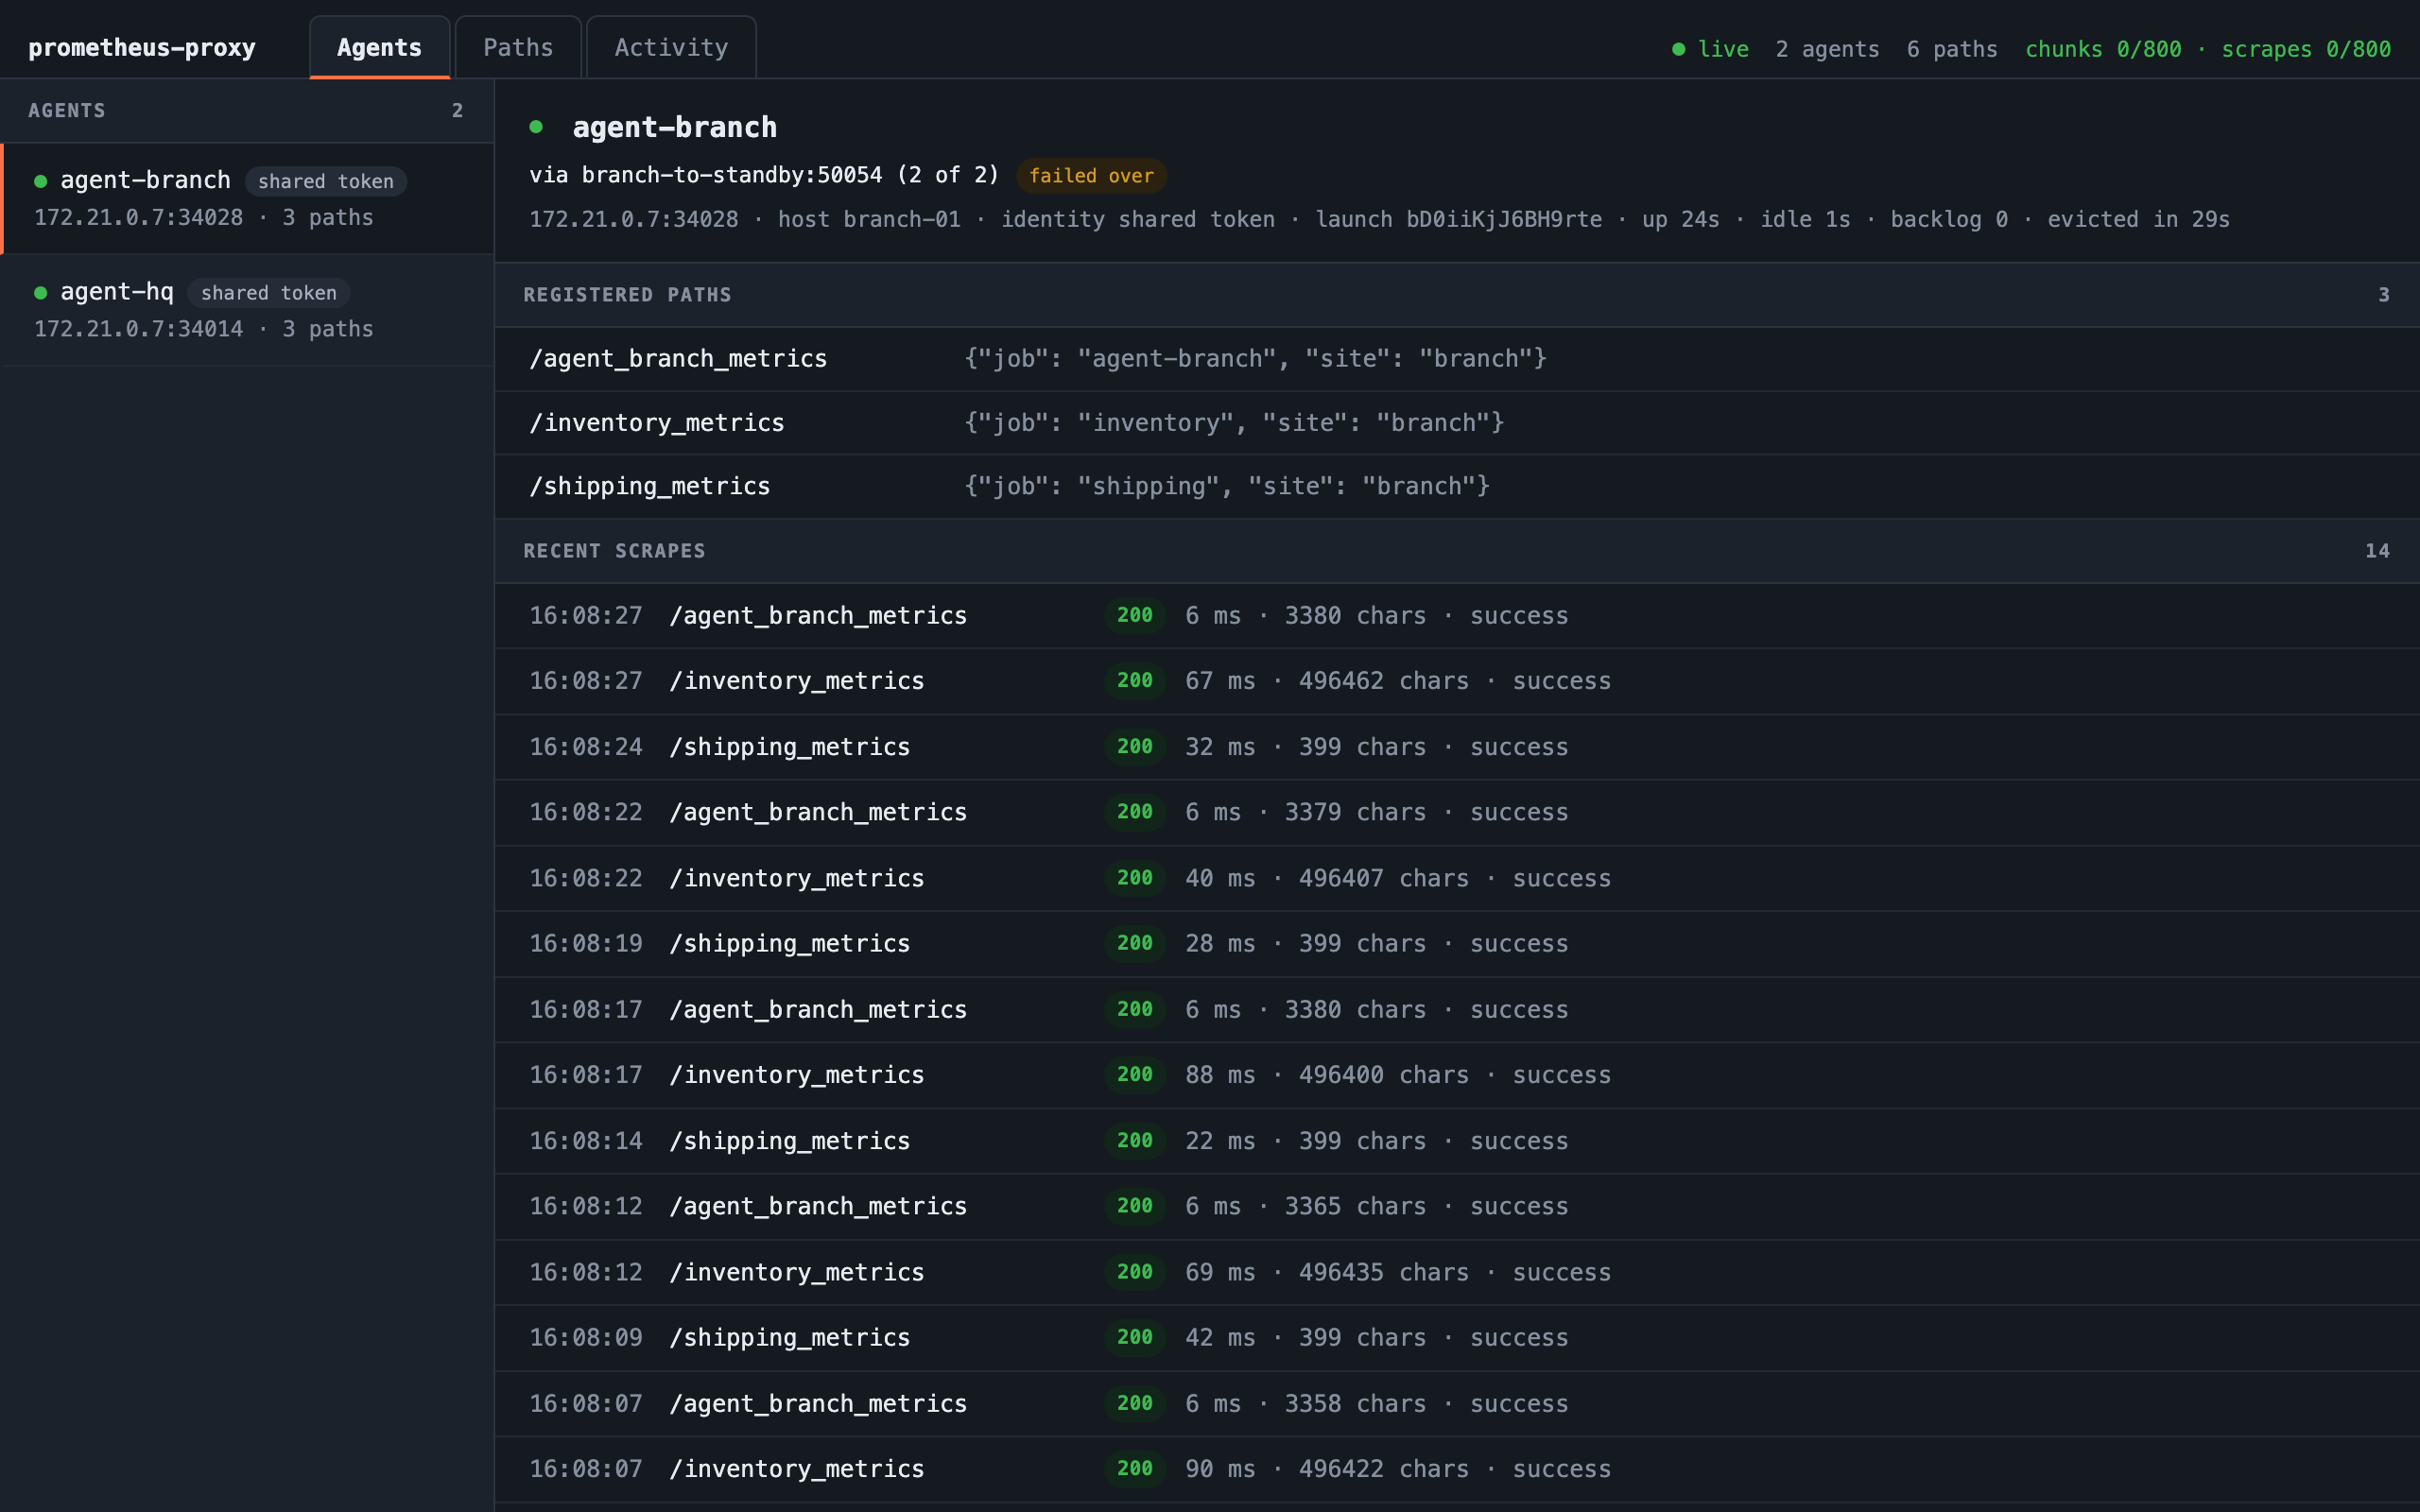 prometheus-proxy Agents Paths Activity live 2 agents 6 paths chunks 0/800 · scrapes 0/800
AGENTS 2
agent-branch shared token
172.21.0.7:34028 · 3 paths
agent-hq shared token
172.21.0.7:34014 · 3 paths
agent-branch
via branch-to-standby:50054 (2 of 2) failed over
172.21.0.7:34028 · host branch-01 · identity shared token · launch bD0iiKjJ6BH9rte · up 24s · idle 1s · backlog 0 · evicted in 29s
REGISTERED PATHS 3
/agent_branch_metrics {"job": "agent-branch", "site": "branch"}
/inventory_metrics {"job": "inventory", "site": "branch"}
/shipping_metrics {"job": "shipping", "site": "branch"}
RECENT SCRAPES 14
16:08:27 /agent_branch_metrics 200 6 ms · 3380 chars · success
16:08:27 /inventory_metrics 200 67 ms · 496462 chars · success
16:08:24 /shipping_metrics 200 32 ms · 399 chars · success
16:08:22 /agent_branch_metrics 200 6 ms · 3379 chars · success
16:08:22 /inventory_metrics 200 40 ms · 496407 chars · success
16:08:19 /shipping_metrics 200 28 ms · 399 chars · success
16:08:17 /agent_branch_metrics 200 6 ms · 3380 chars · success
16:08:17 /inventory_metrics 200 88 ms · 496400 chars · success
16:08:14 /shipping_metrics 200 22 ms · 399 chars · success
16:08:12 /agent_branch_metrics 200 6 ms · 3365 chars · success
16:08:12 /inventory_metrics 200 69 ms · 496435 chars · success
16:08:09 /shipping_metrics 200 42 ms · 399 chars · success
16:08:07 /agent_branch_metrics 200 6 ms · 3358 chars · success
16:08:07 /inventory_metrics 200 90 ms · 496422 chars · success